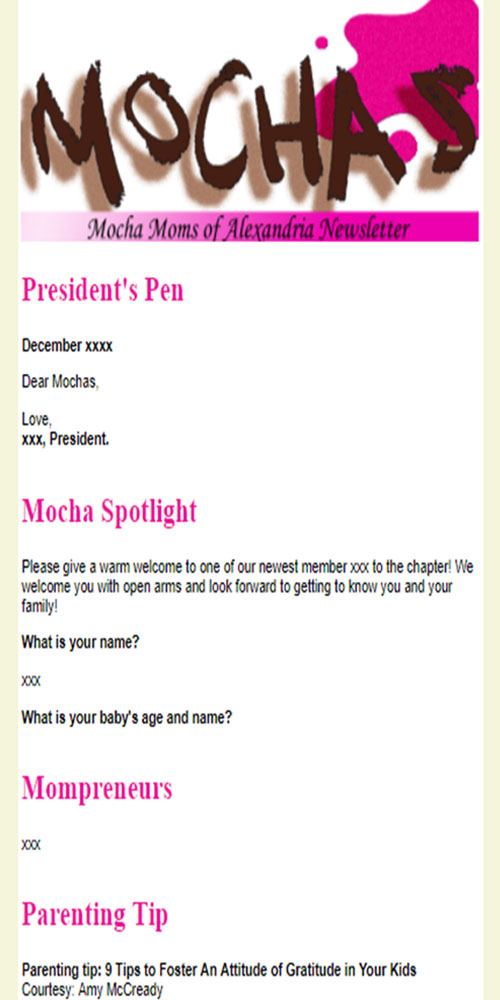 MOCHAS
Mocha Moms of Alexandria Newsletter
President's Pen
December xxxx
Dear Mochas,
Love,
xxx, President.
Mocha Spotlight
Please give a warm welcome to one of our newest member xxx to the chapter! We
welcome you with open arms and look forward to getting to know you and your
family!
What is your name?
xxx
What is your baby's age and name?
Mompreneurs
xxx
Parenting Tip
Parenting tip: 9 Tips to Foster An Attitude of Gratitude in Your Kids
Courtesy: Amy McCready